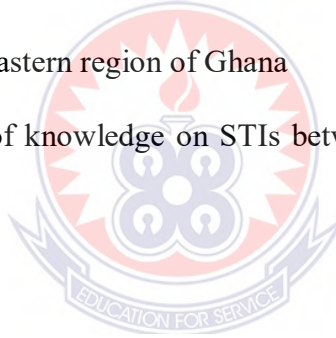 astern region of Ghana
of knowledge on STIs betw
EDUCATION FOR SERVICE